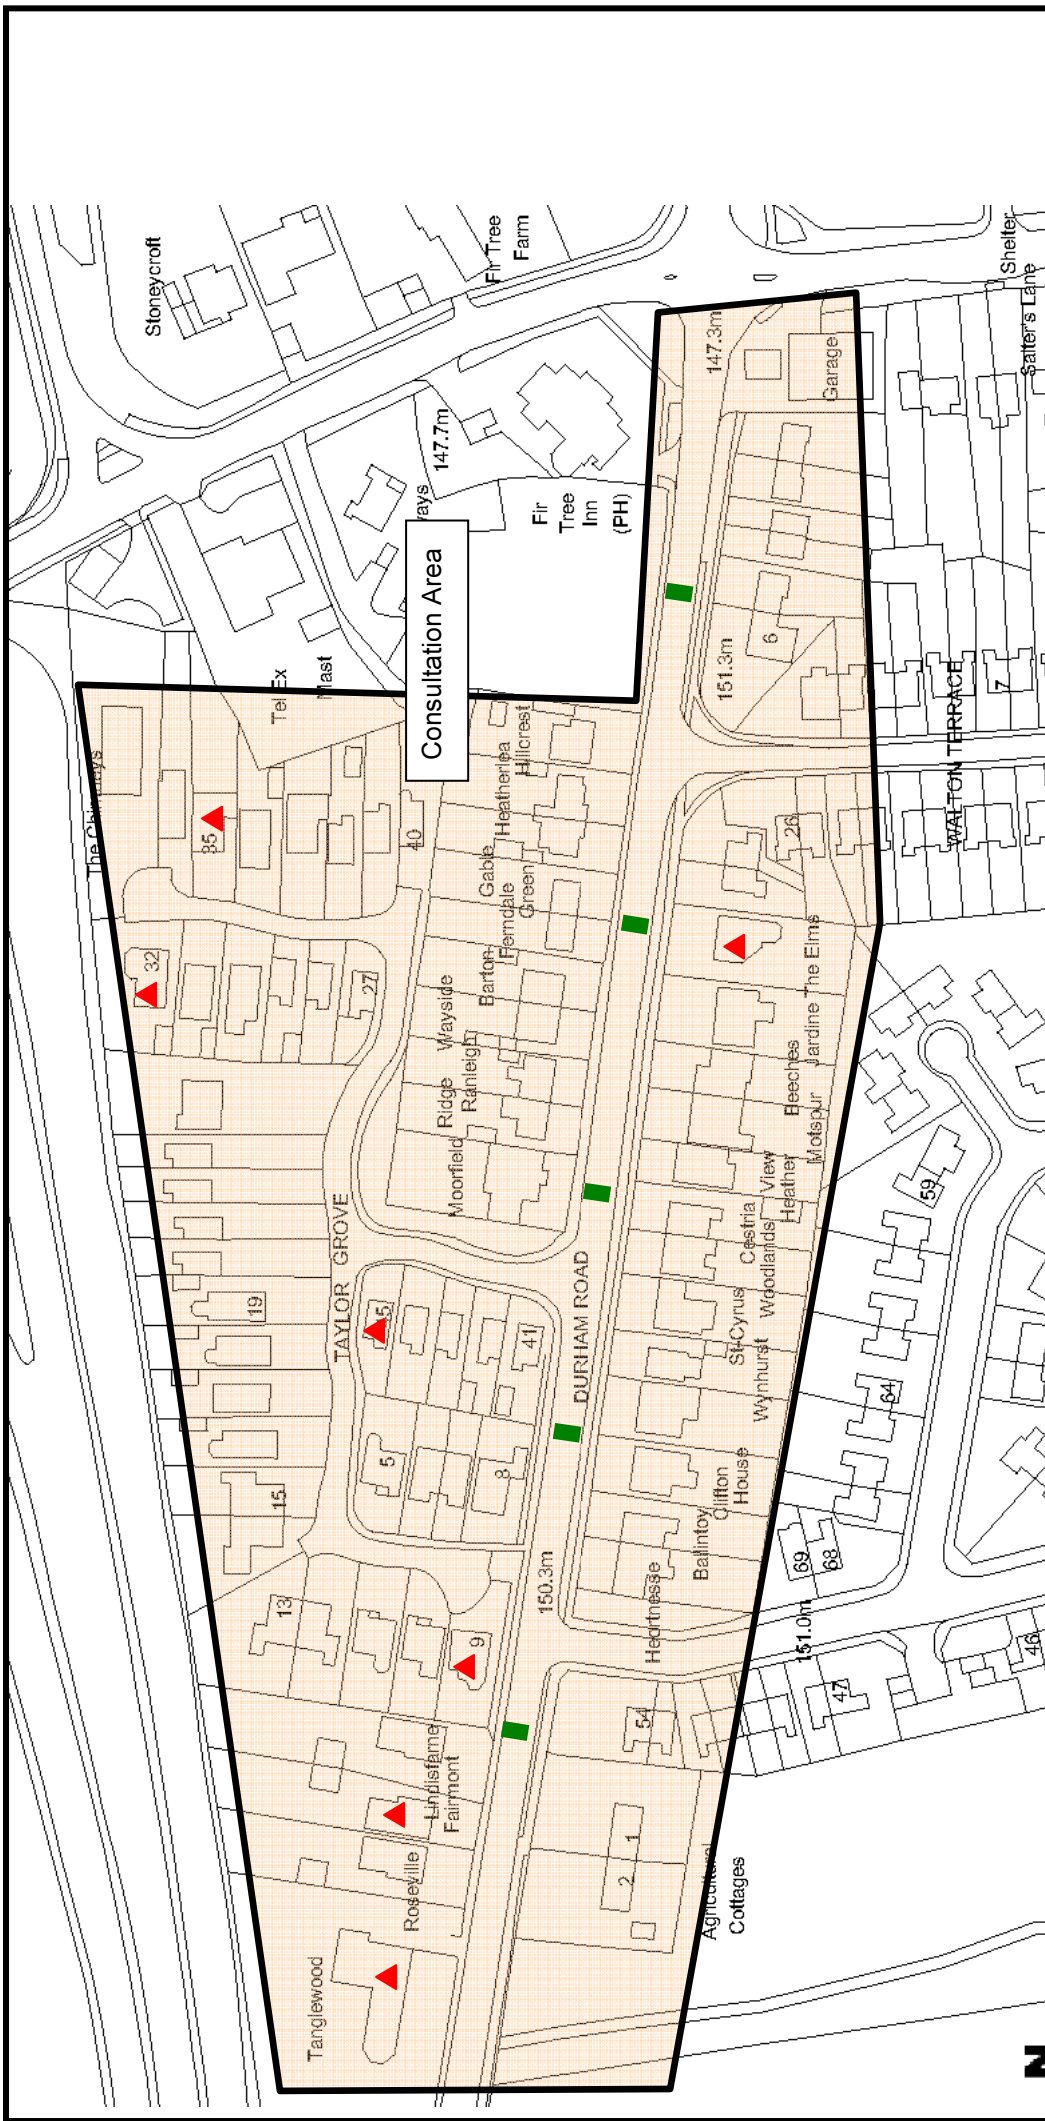 Stoneycroft
Fir Tree
Farm
147.7m
Fir
Tree
Inn
(PH)
Consultation Area
Tel Ex
Mast
The Chimneys
35
32
40
27
Hillcrest
Heatherlea
Gable
Green
Ferndale
Barton
Wayside
Ranleigh
Ridge
Moorfield
147.3m
Garage
Shelter
Salter's Lane
151.3m
6
WALTON TERRACE
7
26
The Elms
Jardine
Beeches
Motspur
View
Heather
Cestria
Woodlands
St-Cyrus
Wynhurst
Clifton
House
Ballintoy
Heartnesse
TAYLOR GROVE
19
15
5
41
5
8
13
9
DURHAM ROAD
150.3m
59
64
69
68
151.0m
47
46
54
1
2
Agricultural
Cottages
Lindisfarne
Fairmont
Roseville
Tanglewood
N